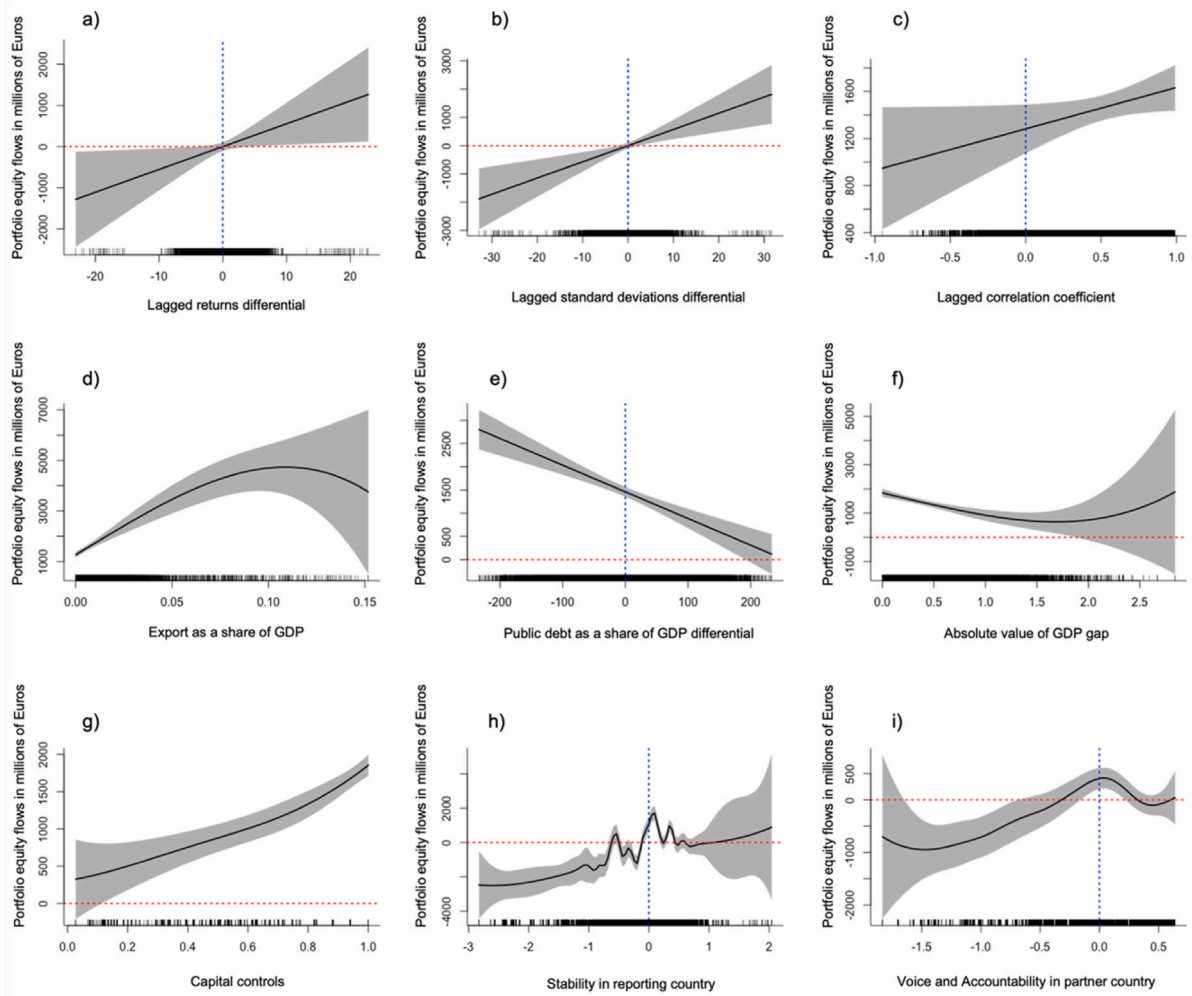 a)
Portfolio equity flows in millions of Euros
2000
1000
0
-1000
-2000
-20 -10 0 10 20
Lagged returns differential
b)
Portfolio equity flows in millions of Euros
3000
1000
0
-1000
-3000
-30 -20 -10 0 10 20 30
Lagged standard deviations differential
c)
Portfolio equity flows in millions of Euros
1600
1200
800
400
-1.0 -0.5 0.0 0.5 1.0
Lagged correlation coefficient
d)
Portfolio equity flows in millions of Euros
7000
5000
3000
1000
0.00 0.05 0.10 0.15
Export as a share of GDP
e)
Portfolio equity flows in millions of Euros
2500
1500
500
0
-200 -100 0 100 200
Public debt as a share of GDP differential
f)
Portfolio equity flows in millions of Euros
5000
3000
1000
-1000
0.0 0.5 1.0 1.5 2.0 2.5
Absolute value of GDP gap
g)
Portfolio equity flows in millions of Euros
2000
1500
1000
500
0
0.0 0.2 0.4 0.6 0.8 1.0
Capital controls
h)
Portfolio equity flows in millions of Euros
2000
0
-4000
-3 -2 -1 0 1 2
Stability in reporting country
i)
Portfolio equity flows in millions of Euros
500
0
-1000
-2000
-1.5 -1.0 -0.5 0.0 0.5
Voice and Accountability in partner country